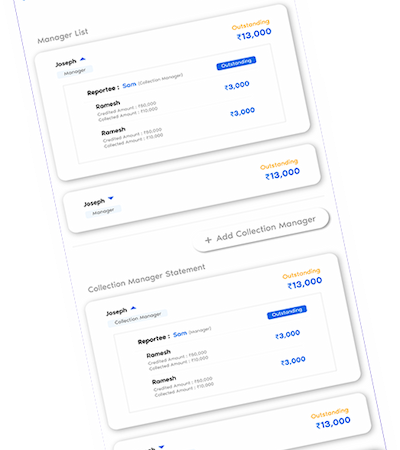 Manager List
Joseph
Outstanding
₹13,000
Manager
Reportee : Sam (Collection Manager)
Outstanding
Ramesh
₹3,000
Credited Amount : ₹50,000
Collected Amount : ₹10,000
Ramesh
₹3,000
Credited Amount : ₹50,000
Collected Amount : ₹10,000
Joseph
Outstanding
₹13,000
Manager
+ Add Collection Manager
Collection Manager Statement
Joseph
Outstanding
₹13,000
Collection Manager
Reportee : Sam (Manager)
Outstanding
Ramesh
₹3,000
Credited Amount : ₹50,000
Collected Amount : ₹10,000
Ramesh
₹3,000
Credited Amount : ₹50,000
Collected Amount : ₹10,000
Joseph
Outstanding
₹13,000